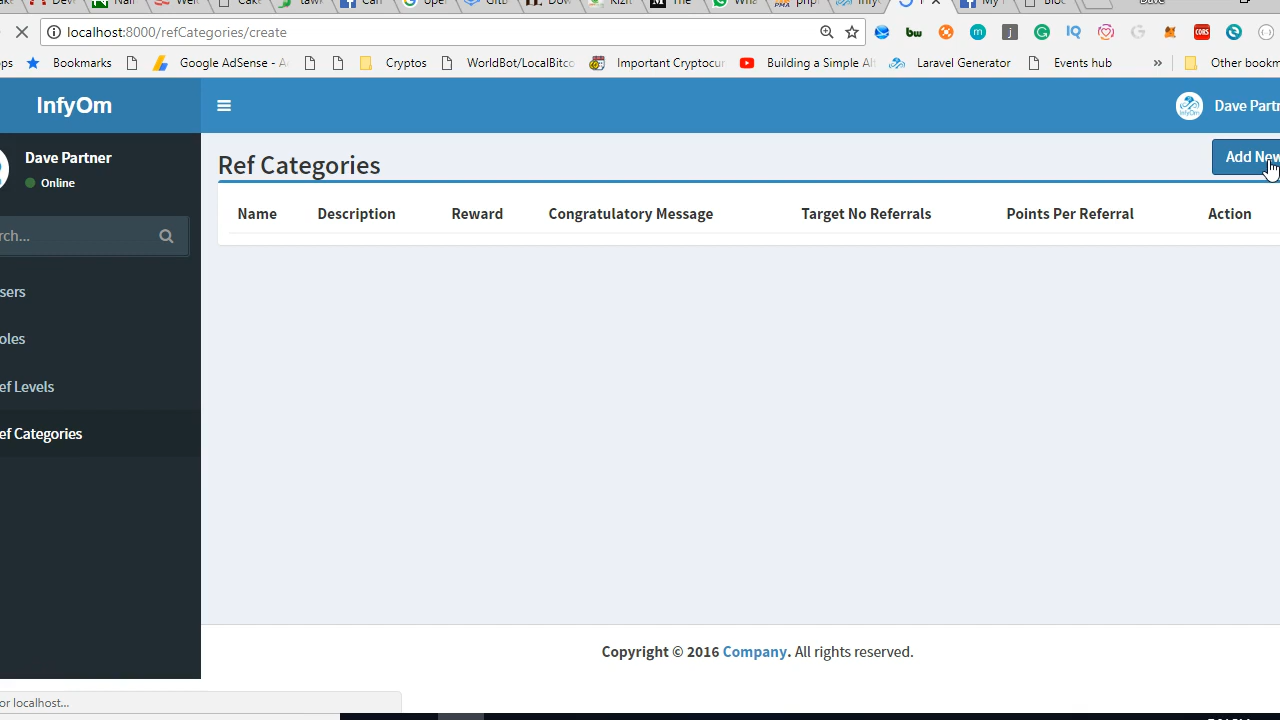 localhost:8000/refCategories/create
ps Bookmarks Google AdSense - A Cryptos WorldBot/LocalBitco Important Cryptocur Building a Simple Al Laravel Generator Events hub » Other bookm
InfyOm
Dave Partn
Dave Partner
Online
rch...
sers
oles
ef Levels
ef Categories
Ref Categories
Add New
Name Description Reward Congratulatory Message Target No Referrals Points Per Referral Action
Copyright © 2016 Company. All rights reserved.
or localhost...